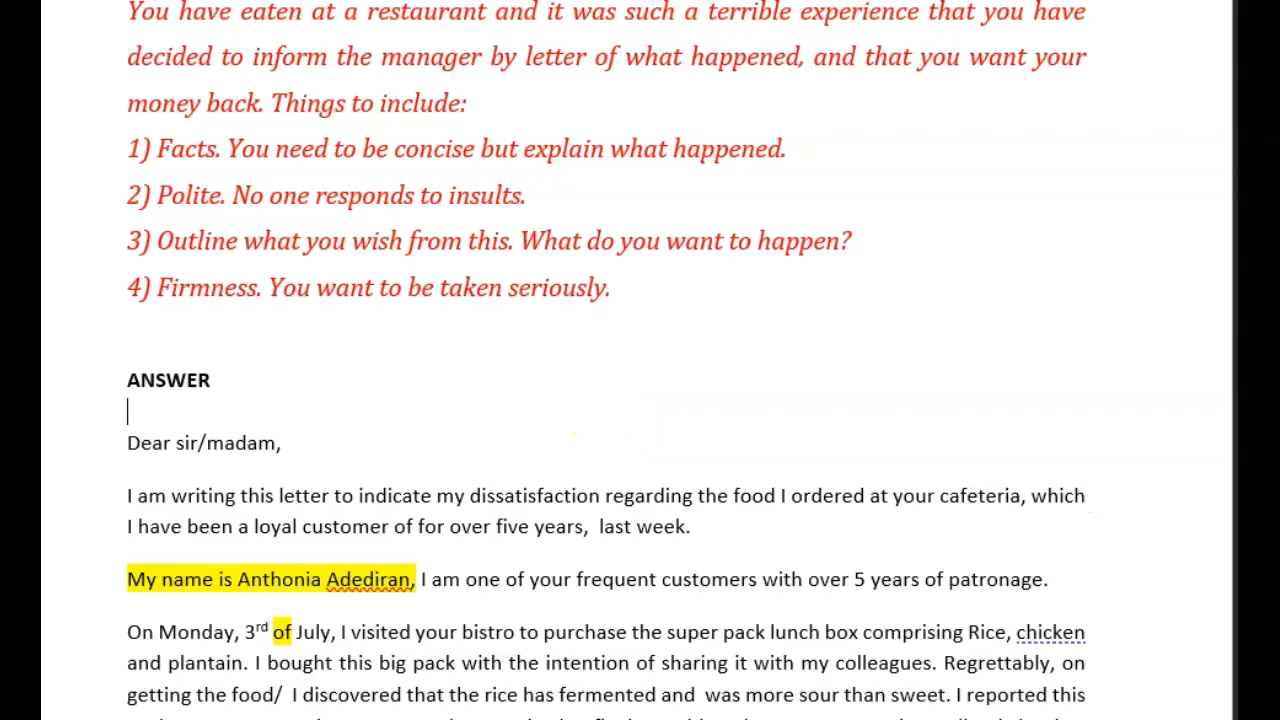 You have eaten at a restaurant and it was such a terrible experience that you have
decided to inform the manager by letter of what happened, and that you want your
money back. Things to include:
1) Facts. You need to be concise but explain what happened.
2) Polite. No one responds to insults.
3) Outline what you wish from this. What do you want to happen?
4) Firmness. You want to be taken seriously.
ANSWER
Dear sir/madam,
I am writing this letter to indicate my dissatisfaction regarding the food I ordered at your cafeteria, which
I have been a loyal customer of for over five years,  last week.
My name is Anthonia Adediran, I am one of your frequent customers with over 5 years of patronage.
On Monday, 3rd of July, I visited your bistro to purchase the super pack lunch box comprising Rice, chicken
and plantain. I bought this big pack with the intention of sharing it with my colleagues. Regrettably, on
getting the food/ I discovered that the rice has fermented and  was more sour than sweet. I reported this